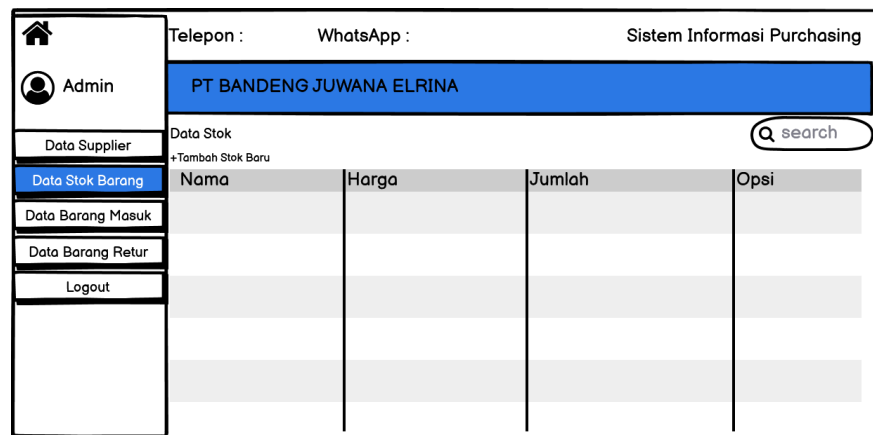 Telepon : WhatsApp : Sistem Informasi Purchasing
Admin
PT BANDENG JUWANA ELRINA
Data Supplier
Data Stok Barang
Data Barang Masuk
Data Barang Retur
Logout
Data Stok
search
+Tambah Stok Baru
Nama Harga Jumlah Opsi